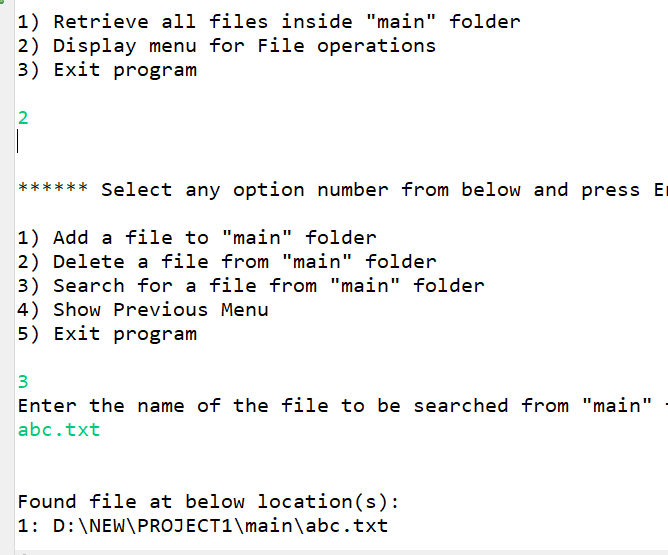 1) Retrieve all files inside "main" folder
2) Display menu for File operations
3) Exit program
2
****** Select any option number from below and press
1) Add a file to "main" folder
2) Delete a file from "main" folder
3) Search for a file from "main" folder
4) Show Previous Menu
5) Exit program
3
Enter the name of the file to be searched from "main"
abc.txt
Found file at below location(s):
1: D:\NEW\PROJECT1\main\abc.txt